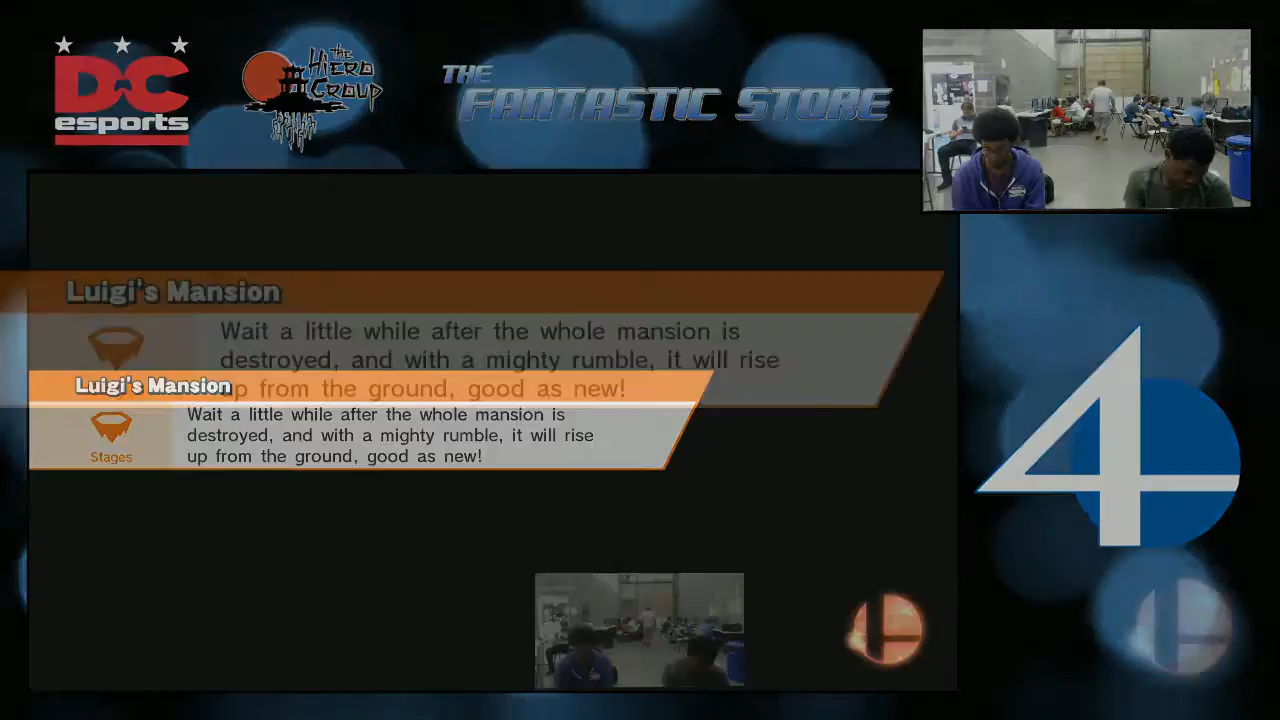 DC
esports
the
Hiero
Group
THE
FANTASTIC STORE
Luigi's Mansion
Wait a little while after the whole mansion is
destroyed, and with a mighty rumble, it will rise
up from the ground, good as new!
Luigi's Mansion
Wait a little while after the whole mansion is
destroyed, and with a mighty rumble, it will rise
up from the ground, good as new!
Stages
4